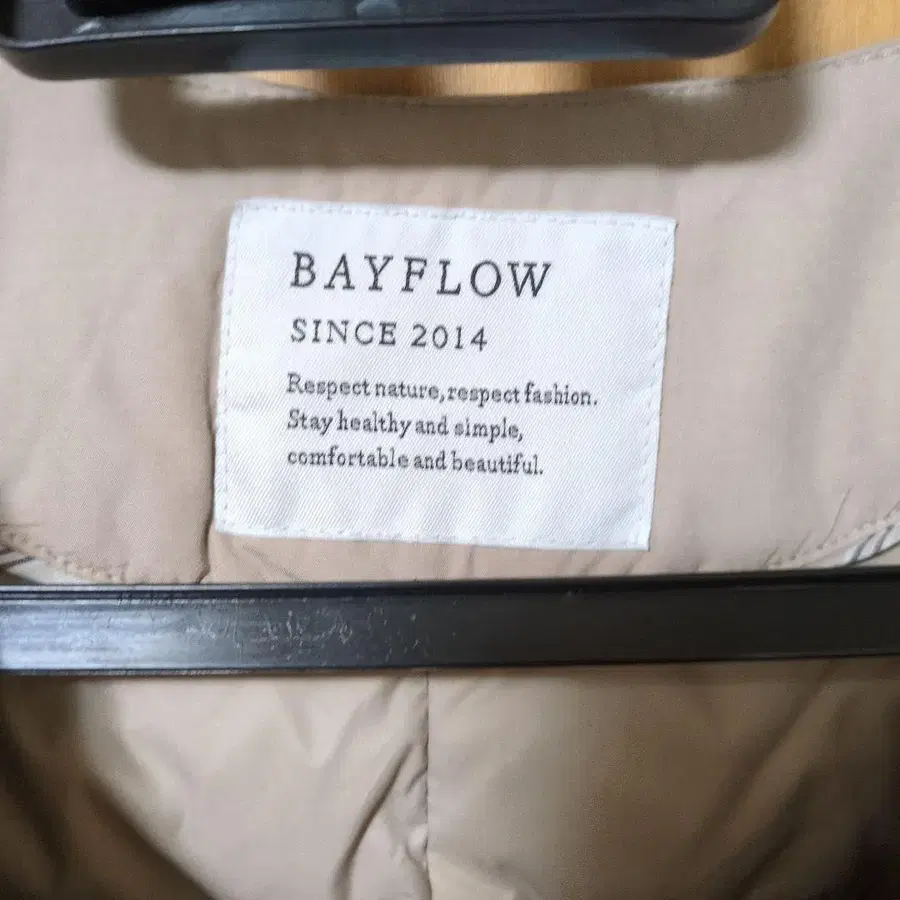 BAYFLOW
SINCE 2014
Respect nature, respect fashion.
Stay healthy and simple,
comfortable and beautiful.